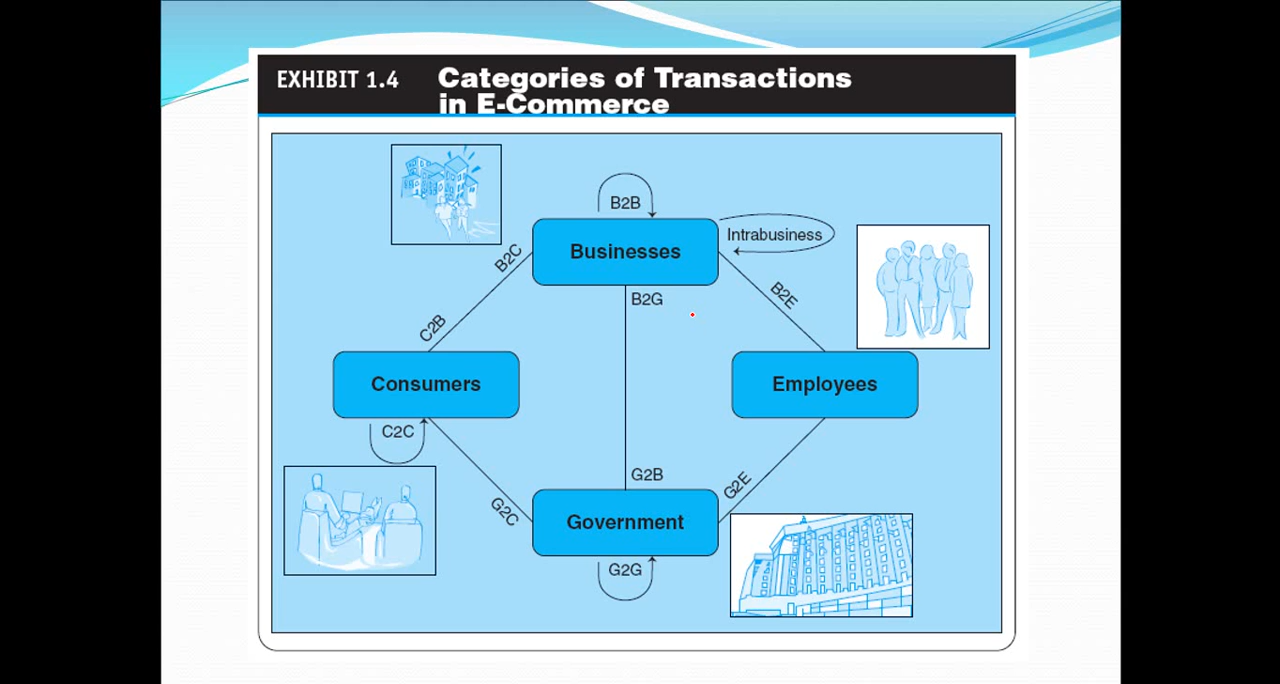 EXHIBIT 1.4
Categories of Transactions
in E-Commerce
B2B
Businesses
Intrabusiness
B2C
B2G
B2E
C2B
Consumers
Employees
C2C
G2B
G2E
G2C
Government
G2G